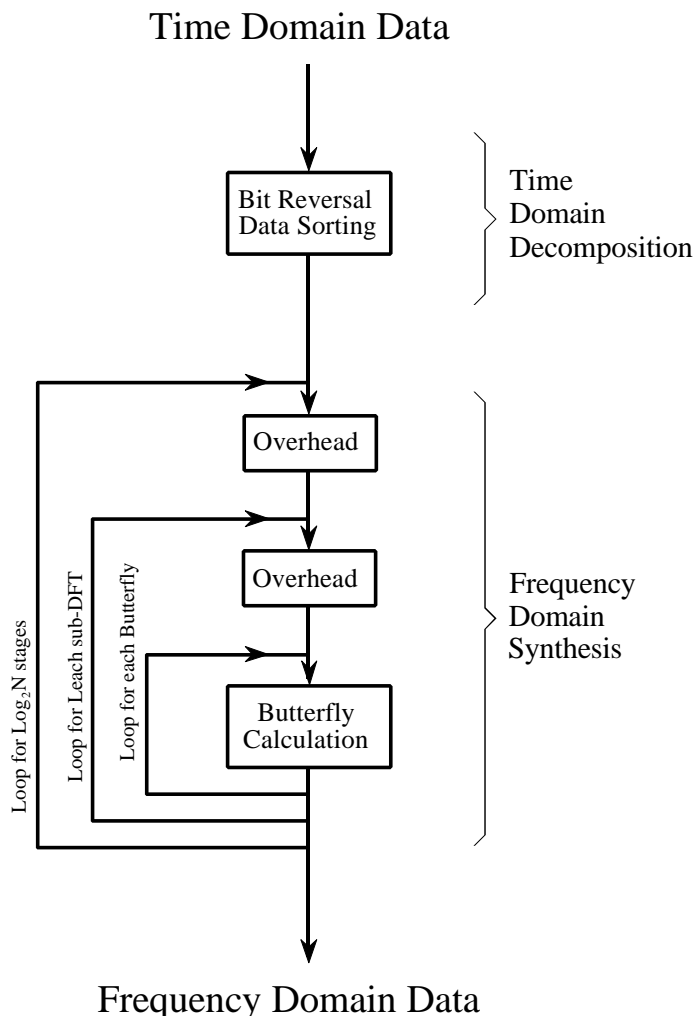 Time Domain Data
Bit Reversal
Data Sorting
Time
Domain
Decomposition
Overhead
Overhead
Butterfly
Calculation
Frequency
Domain
Synthesis
Loop for Log₂N stages
Loop for Leach sub-DFT
Loop for each Butterfly
Frequency Domain Data